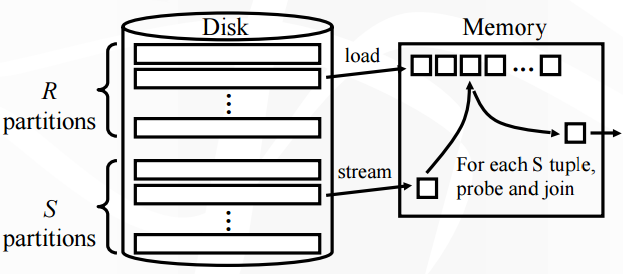 Disk
Memory
load
R
partitions
...
...
stream
For each S tuple,
probe and join
S
partitions
...